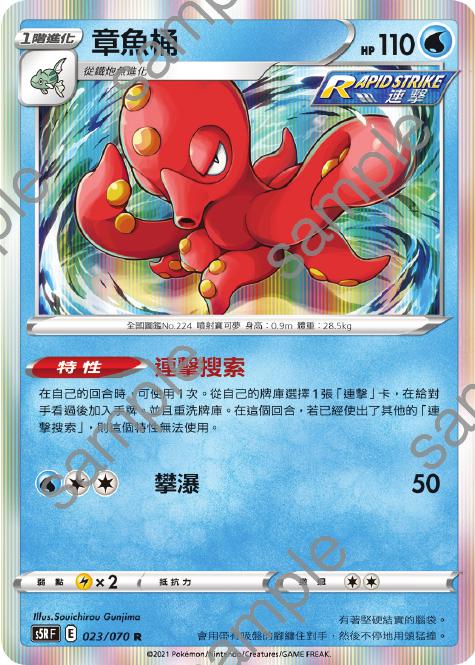 1階進化
章魚桶
HP 110
從鐵炮魚進化
RAPID STRIKE
連擊
全國圖鑑No.224 噴射寶可夢 身高：0.9m 體重：28.5kg
特性 連擊搜索
在自己的回合時，可使用1次。從自己的牌庫選擇1張「連擊」卡，在給對
手看過後加入手牌。並且重洗牌庫。在這個回合，若已經使出了其他的「連
擊搜索」，則這個特性無法使用。
攀瀑 50
弱點 ×2 抵抗力 撤退
Illus.Souichirou Gunjima
s5R F E 023/070 R
有著堅硬結實的腦袋。
會用帶有吸盤的腳纏住對手，然後不停地用頭猛撞。
©2021 Pokémon/Nintendo/Creatures/GAME FREAK.
sample
sample
sample
sample
sample
sample
sample